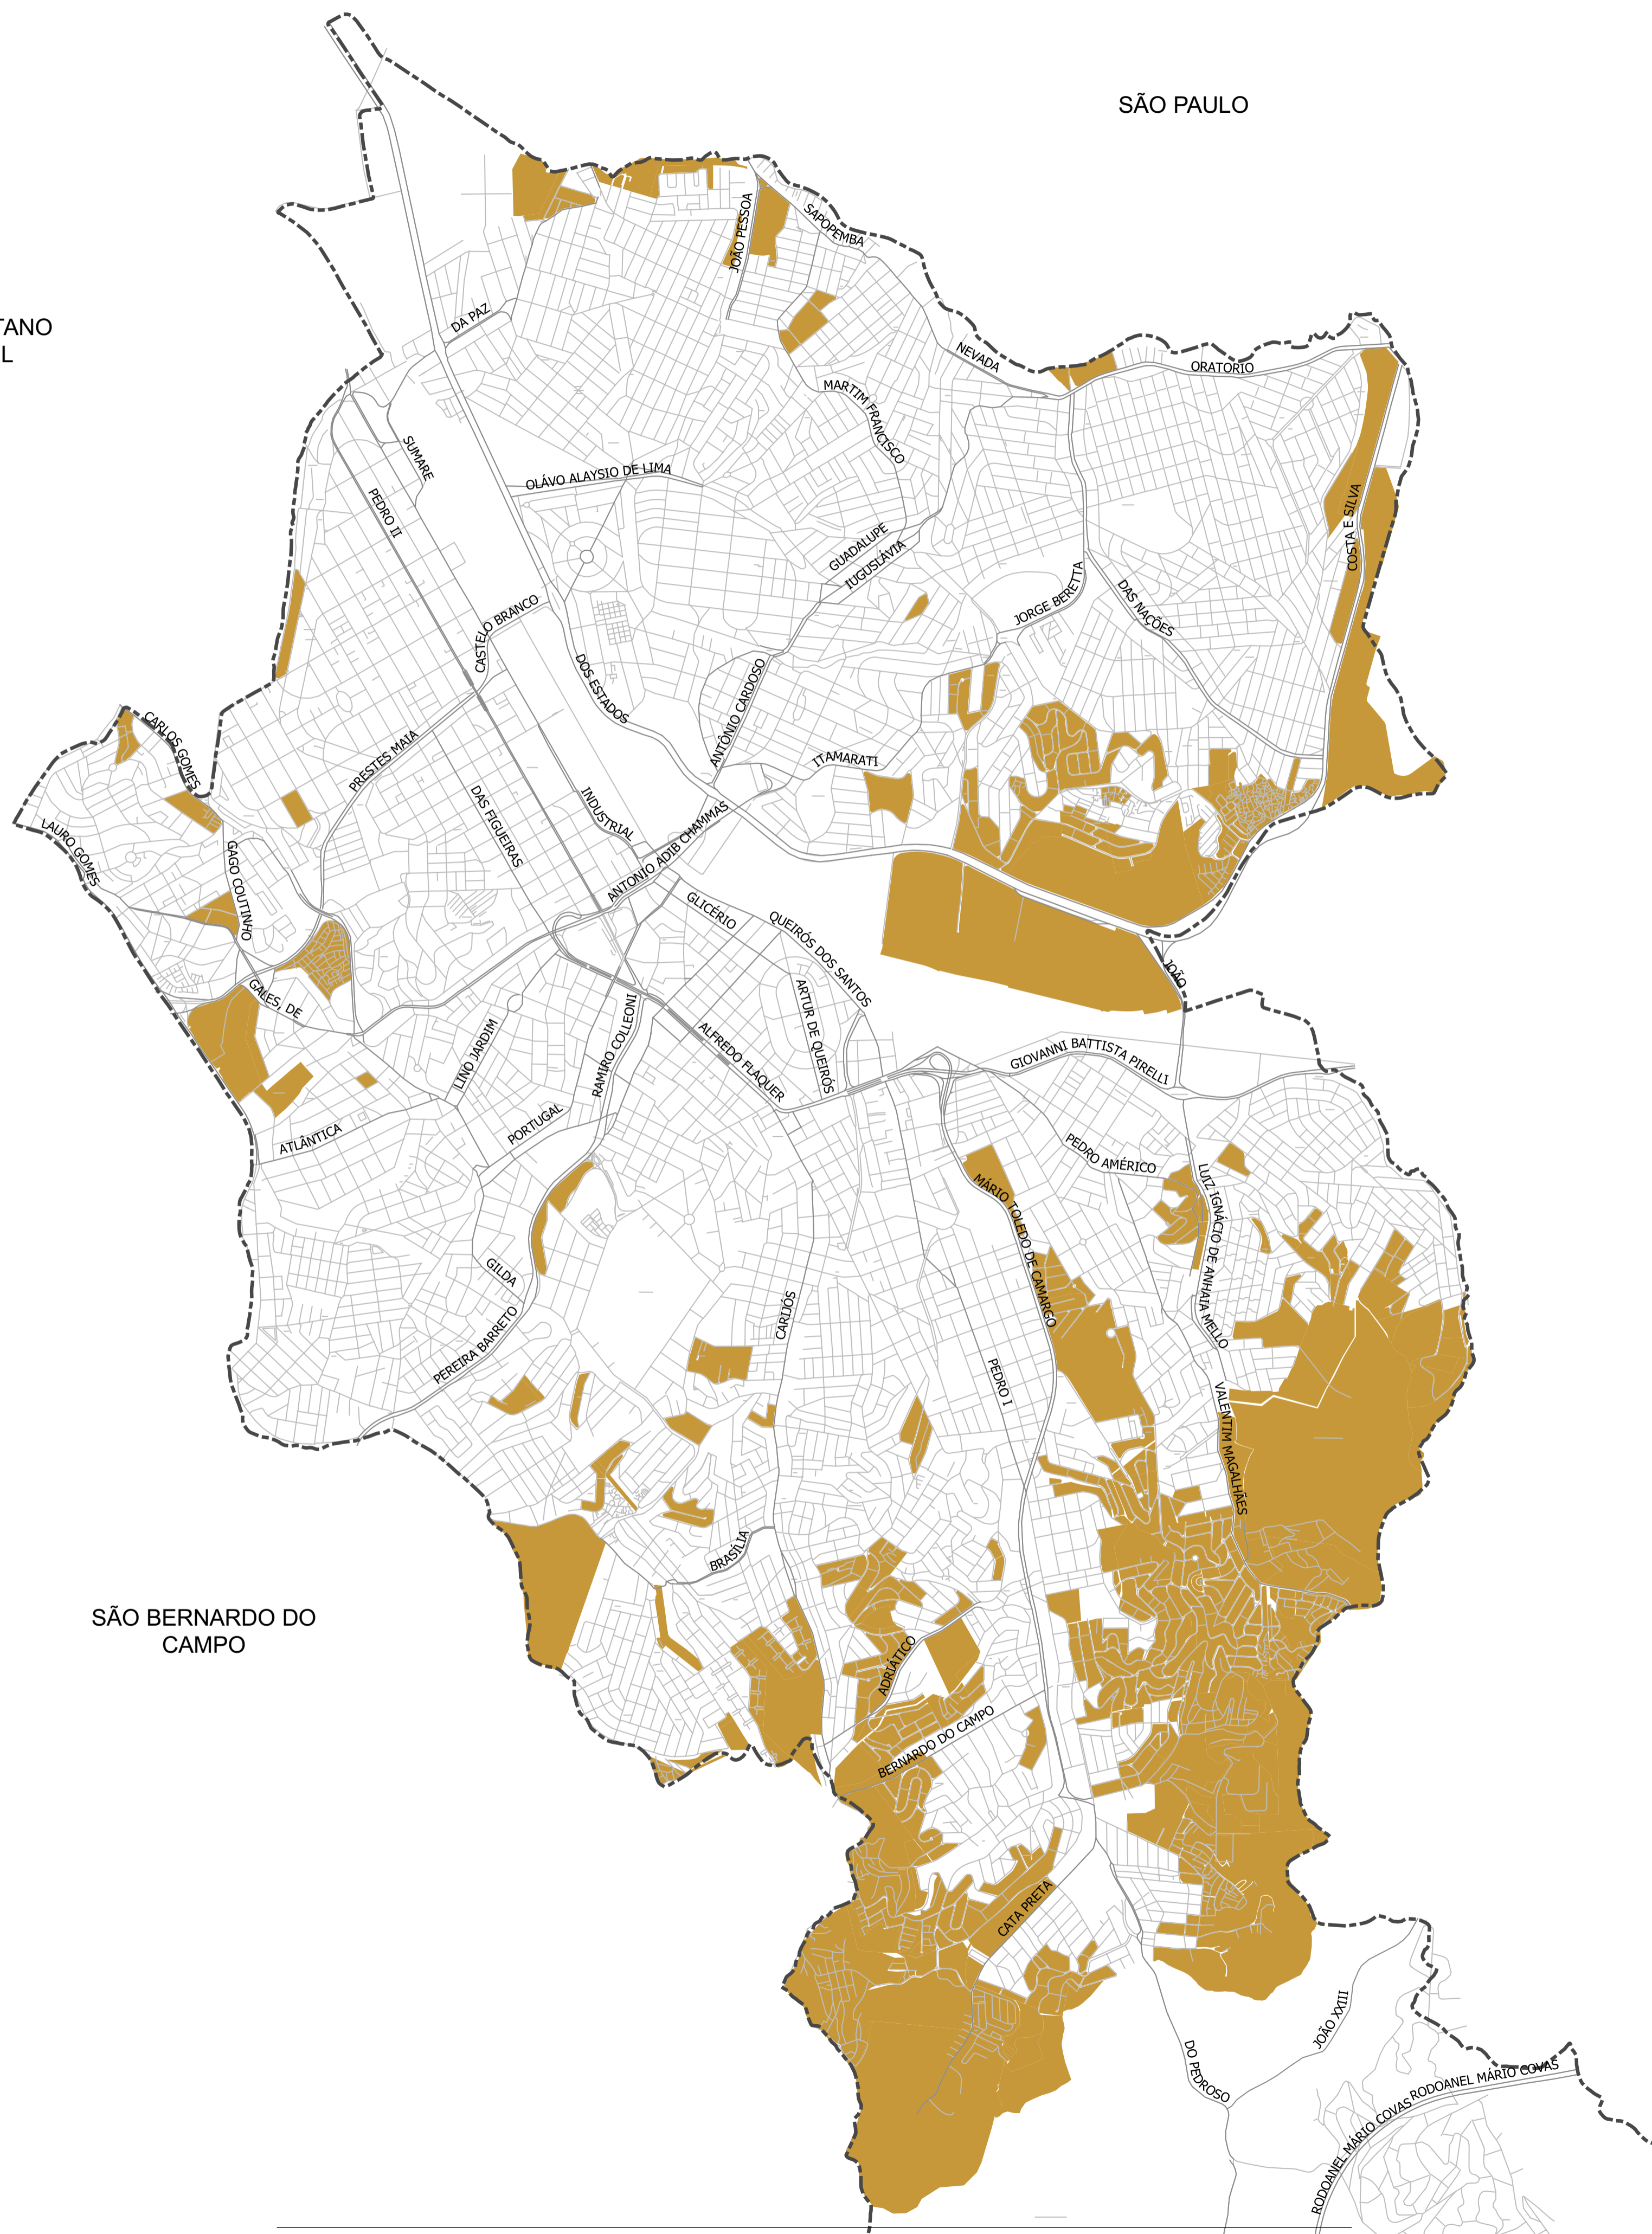 SÃO PAULO
JOÃO PESSOA
SAPOPEMBA
TANO
L
DA PAZ
NEVADA
ORATORIO
MARTIM FRANCISCO
SUMARE
OLÁVO ALAYSIO DE LIMA
PEDRO II
COSTA E SILVA
GUADALUPE
IUGUSLÁVIA
JORGE BERETTA
DAS NAÇÕES
CASTELO BRANCO
DOS ESTADOS
ANTÔNIO CARDOSO
CARLOS GOMES
PRESTES MAIA
ITAMARATI
LAURO GOMES
DAS FIGUEIRAS
INDUSTRIAL
ANTONIO ADIB CHAMMAS
GAGO COUTINHO
GLICÉRIO
QUEIRÓS DOS SANTOS
JOÃO
GALES, DE
ARTUR DE QUEIRÓS
LINO JARDIM
RAMIRO COLLEONI
ALFREDO FLAQUER
GIOVANNI BATTISTA PIRELLI
ATLÂNTICA
PORTUGAL
PEDRO AMÉRICO
MÁRIO TOLEDO DE CAMARGO
LUIZ IGNÁCIO DE ANHAIA MELLO
GILDA
CARIJÓS
PEREIRA BARRETO
PEDRO I
VALENTIM MAGALHÃES
BRASÍLIA
SÃO BERNARDO DO
CAMPO
ADRIÁTICO
BERNARDO DO CAMPO
CATA PRETA
JOÃO XXIII
DO PEDROSO
RODOANEL MÁRIO COVAS
RODOANEL MÁRIO COVAS